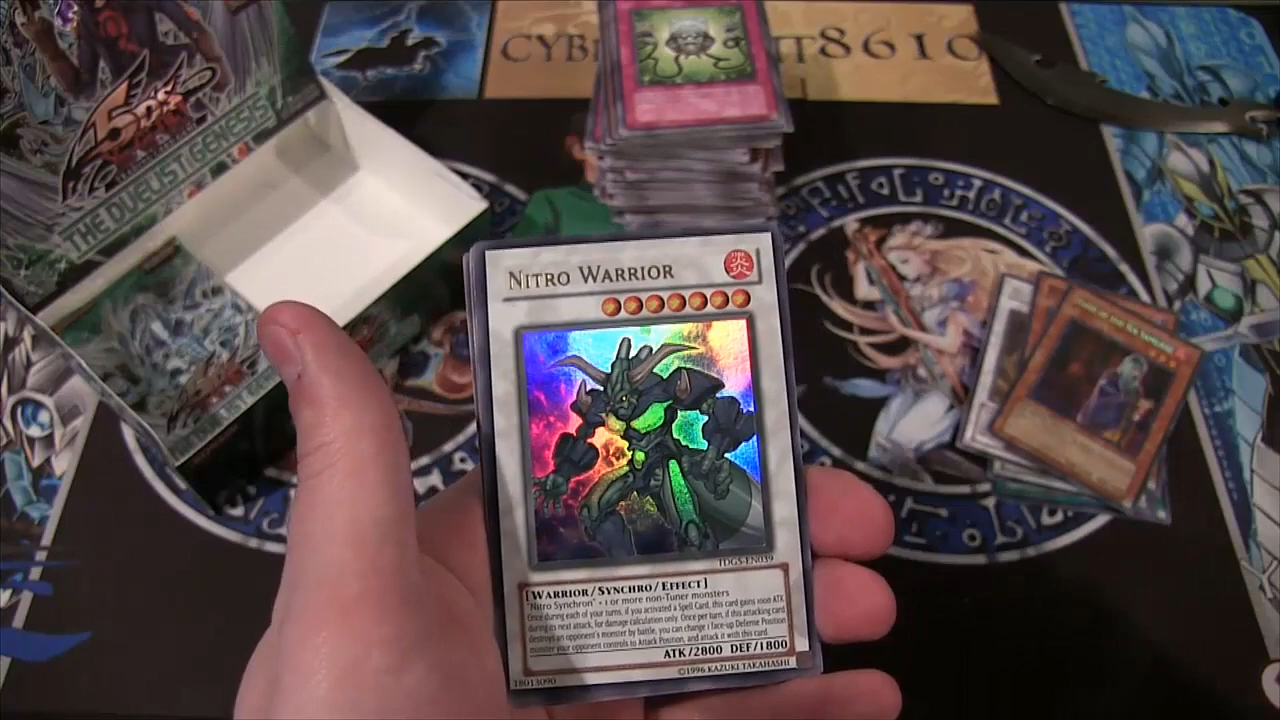 5D's
THE DUELIST GENESIS
8610
NITRO WARRIOR
炎
TDGS-EN039
[WARRIOR/SYNCHRO/EFFECT]
"Nitro Synchron" + 1 or more non-Tuner monsters
Once during each of your turns, if you activated a Spell Card, this card gains 1000 ATK
during its next attack, for damage calculation only. Once per turn, if this attacking card
destroys an opponent's monster by battle, you can change 1 face-up Defense Position
monster your opponent controls to Attack Position, and attack it with this card.
ATK/2800 DEF/1800
18013090
©1996 KAZUKI TAKAHASHI